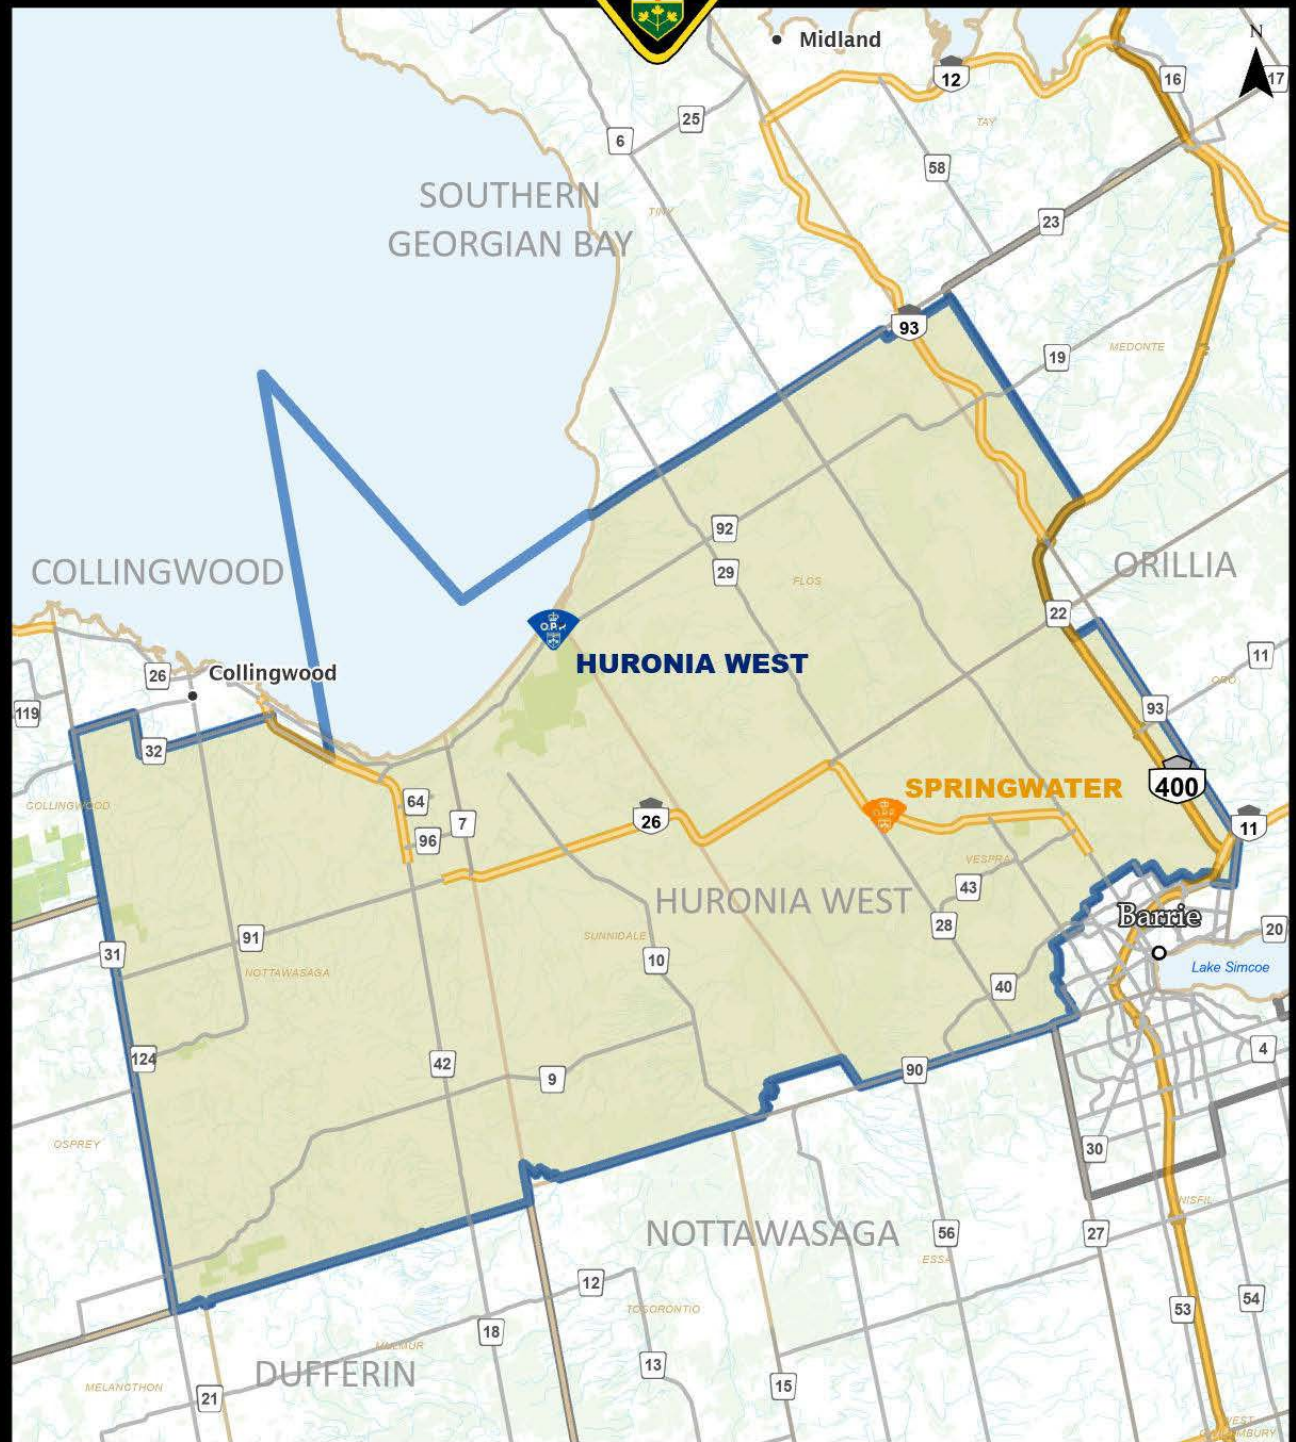 Midland
N
12
16
17
25
6
TAY
58
SOUTHERN
GEORGIAN BAY
TINY
23
93
19
MEDONTE
92
29
FLOS
COLLINGWOOD
ORILLIA
22
O.P.P.
HURONIA WEST
11
26
Collingwood
ORO
119
93
32
SPRINGWATER
400
COLLINGWOOD
64
26
7
96
11
VESPRA
43
HURONIA WEST
Barrie
28
20
SUNNIDALE
91
31
10
Lake Simcoe
NOTTAWASAGA
40
124
42
9
90
4
OSPREY
30
NOTTAWASAGA
INISFIL
56
27
ESSA
12
TOSORONTIO
53
54
18
MULMUR
13
DUFFERIN
MELANCTHON
21
15
WEST
GWILLIMBURY